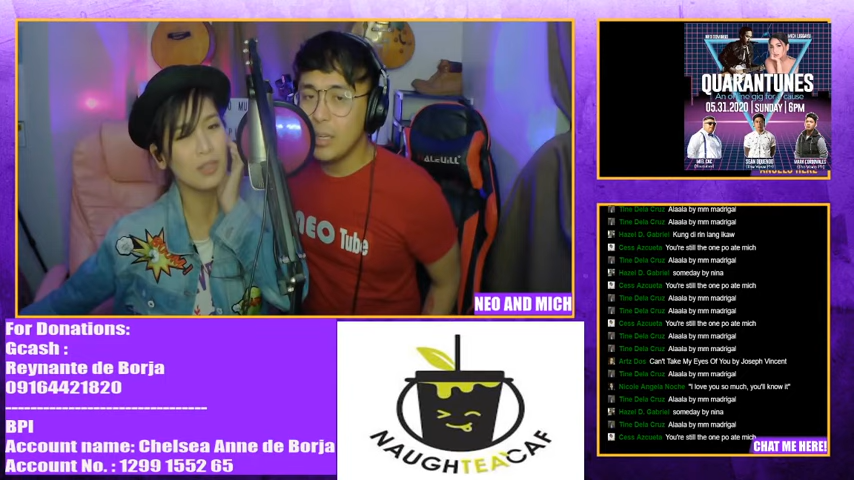 QUARANTUNES
An online gig for a cause
05.31.2020 | SUNDAY | 6PM
ACGUILL
NEO Tube
NEO AND MICH
For Donations:
Gcash :
Reynante de Borja
09164421820
BPI
Account name: Chelsea Anne de Borja
Account No. : 1299 1552 65
NAUGHTEA CAF
Tine Dela Cruz Alaala by mm madrigal
Tine Dela Cruz Alaala by mm madrigal
Hazel D. Gabriel Kung di rin lang ikaw
Cess Azcueta You're still the one po ate mich
Tine Dela Cruz Alaala by mm madrigal
Hazel D. Gabriel someday by nina
Cess Azcueta You're still the one po ate mich
Tine Dela Cruz Alaala by mm madrigal
Tine Dela Cruz Alaala by mm madrigal
Cess Azcueta You're still the one po ate mich
Tine Dela Cruz Alaala by mm madrigal
Artz Dos Can't Take My Eyes Of You by Joseph Vincent
Tine Dela Cruz Alaala by mm madrigal
Nicole Angela Noche "I love you so much, you'll know it"
Tine Dela Cruz Alaala by mm madrigal
Hazel D. Gabriel someday by nina
Tine Dela Cruz Alaala by mm madrigal
Cess Azcueta You're still the one po ate mich
CHAT ME HERE!